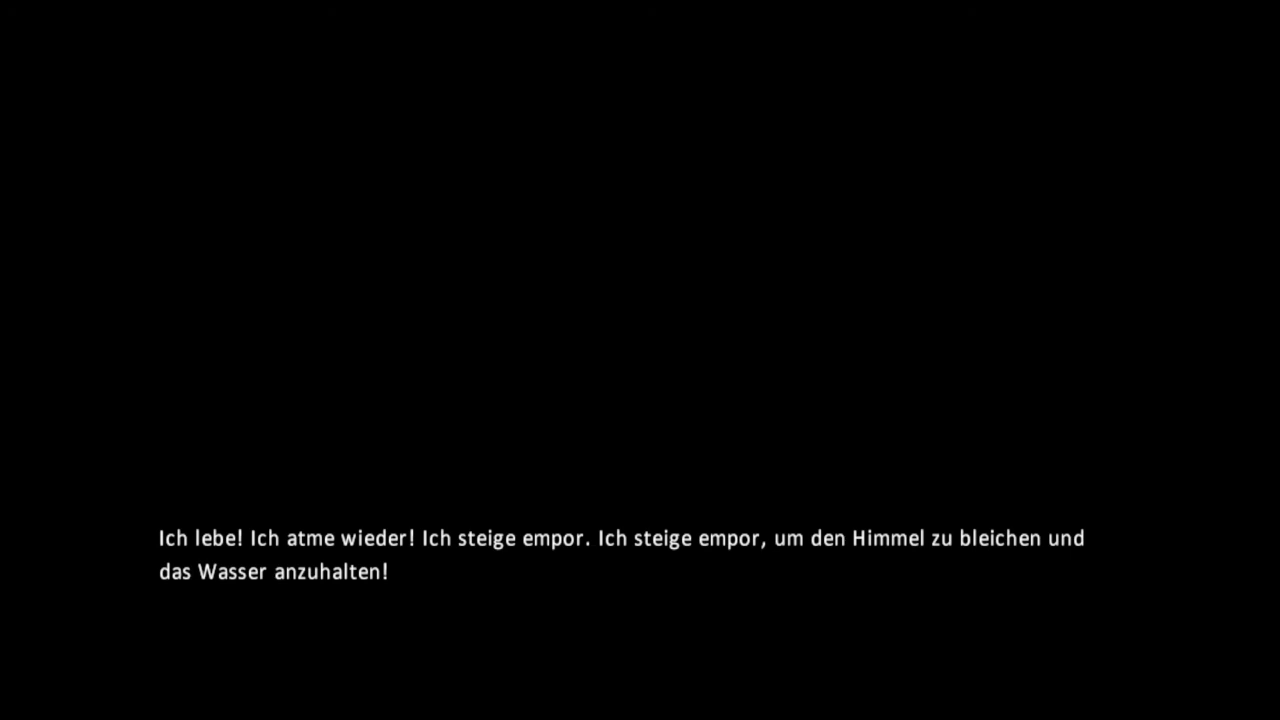 Ich lebe! Ich atme wieder! Ich steige empor. Ich steige empor, um den Himmel zu bleichen und
das Wasser anzuhalten!